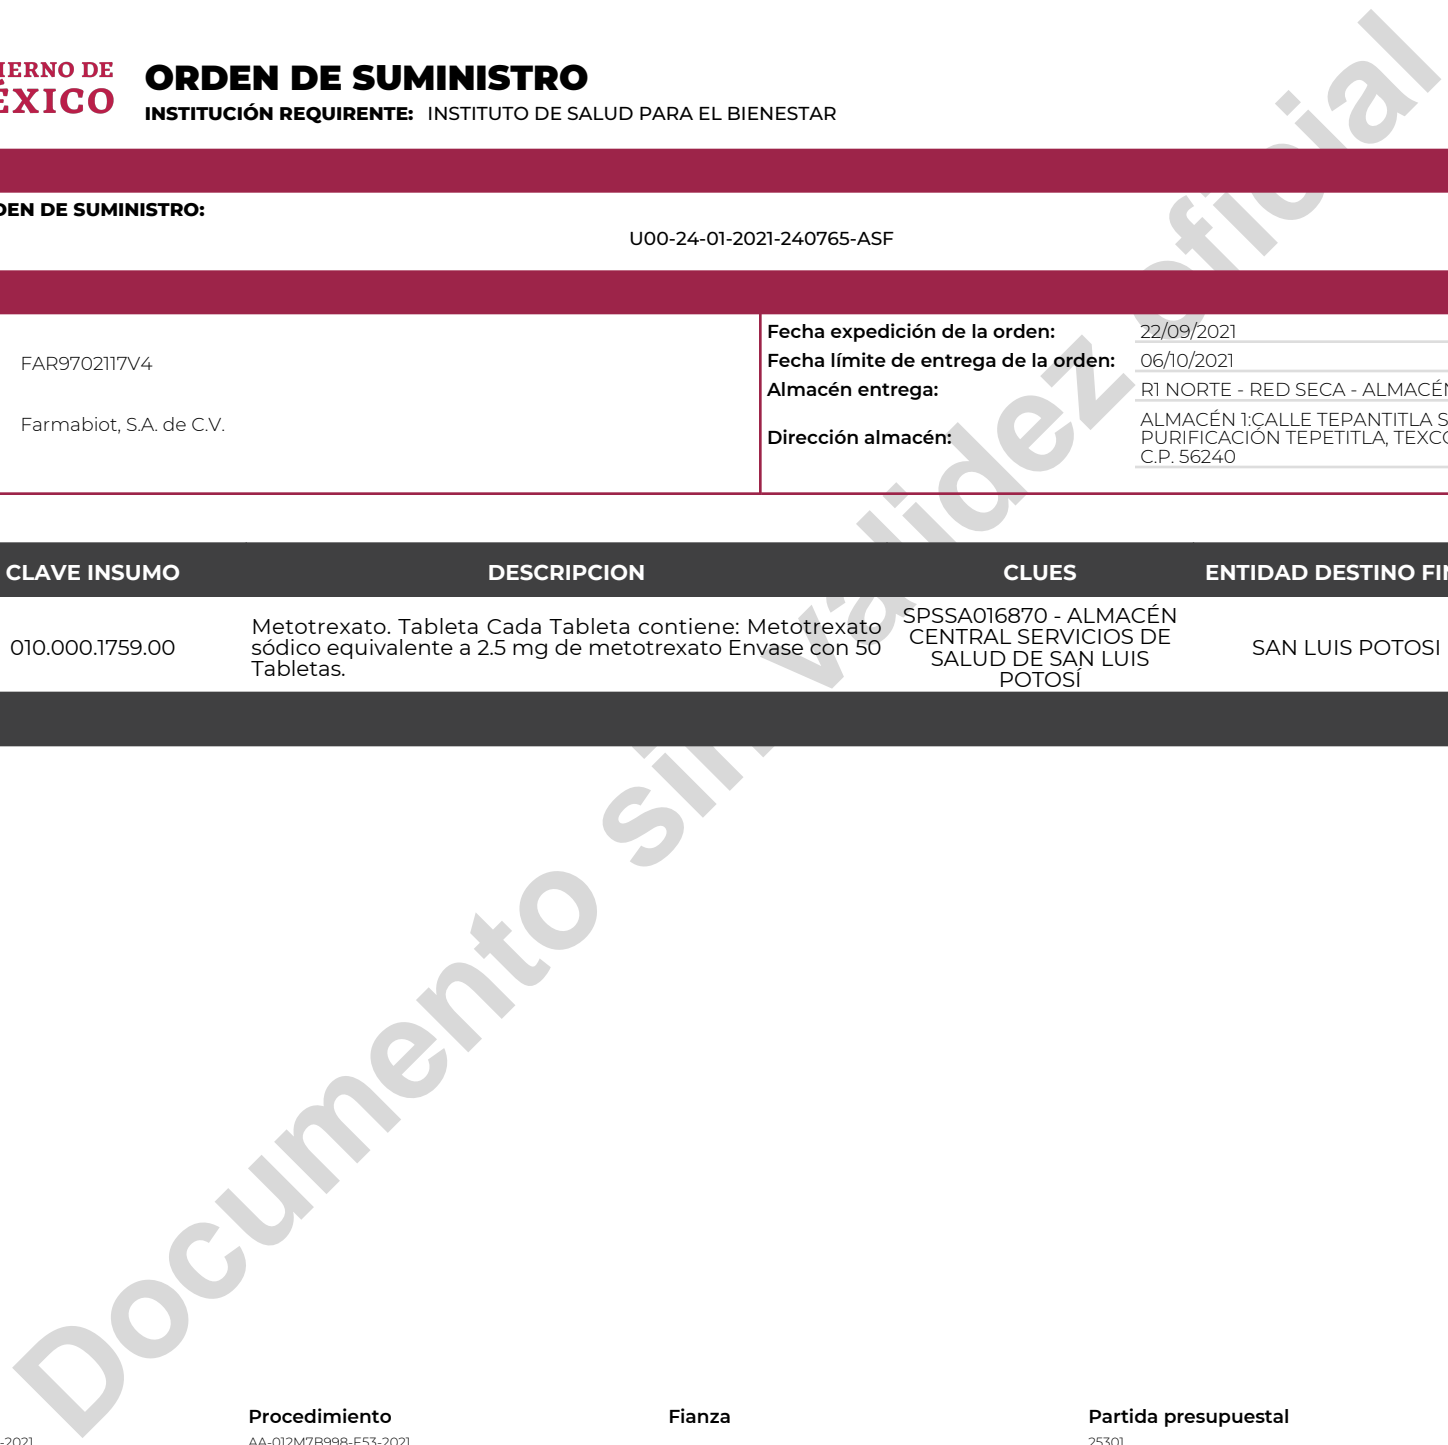 IERNO DE
ÉXICO
ORDEN DE SUMINISTRO
INSTITUCIÓN REQUIRENTE: INSTITUTO DE SALUD PARA EL BIENESTAR
DEN DE SUMINISTRO:
U00-24-01-2021-240765-ASF
FAR9702117V4
Farmabiot, S.A. de C.V.
Fecha expedición de la orden: 22/09/2021
Fecha límite de entrega de la orden: 06/10/2021
Almacén entrega: R1 NORTE - RED SECA - ALMACÉN
Dirección almacén:
ALMACÉN 1:CALLE TEPANTITLA S
PURIFICACIÓN TEPETITLA, TEXCO
C.P. 56240
CLAVE INSUMO DESCRIPCION CLUES ENTIDAD DESTINO FIN
010.000.1759.00
Metotrexato. Tableta Cada Tableta contiene: Metotrexato
sódico equivalente a 2.5 mg de metotrexato Envase con 50
Tabletas.
SPSSA016870 - ALMACÉN
CENTRAL SERVICIOS DE
SALUD DE SAN LUIS
POTOSÍ
SAN LUIS POTOSI
Documento sin validez oficial
Procedimiento Fianza Partida presupuestal
-2021 AA-012M7B998-E53-2021 25301